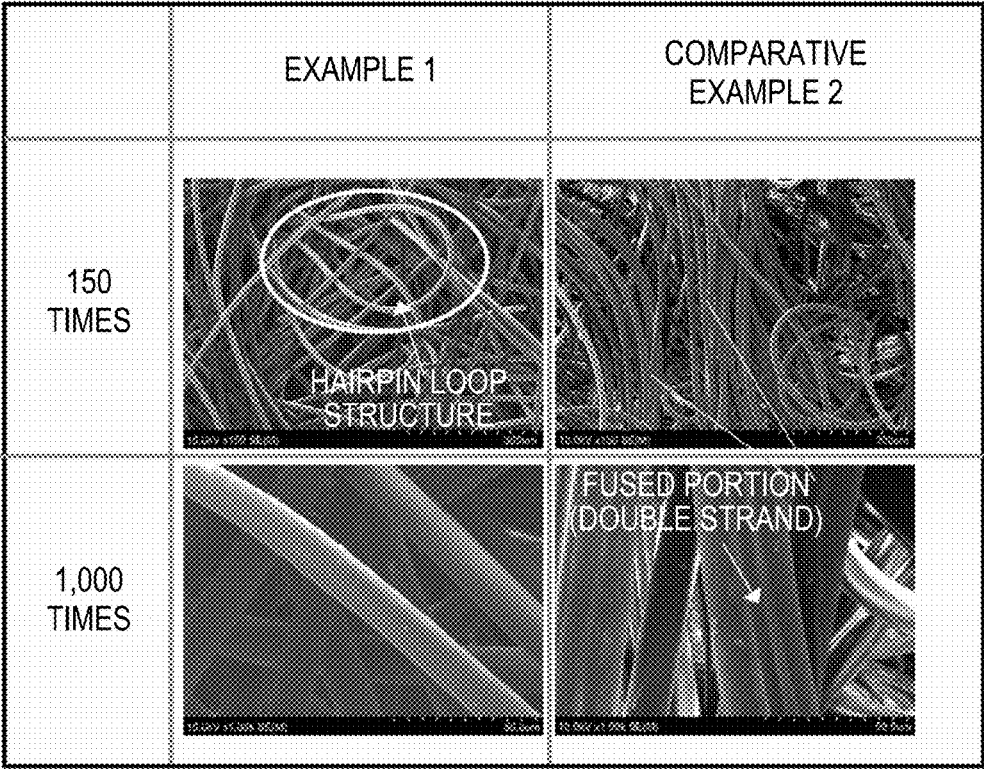 EXAMPLE 1
COMPARATIVE
EXAMPLE 2
150
TIMES
HAIRPIN LOOP
STRUCTURE
1,000
TIMES
FUSED PORTION
(DOUBLE STRAND)